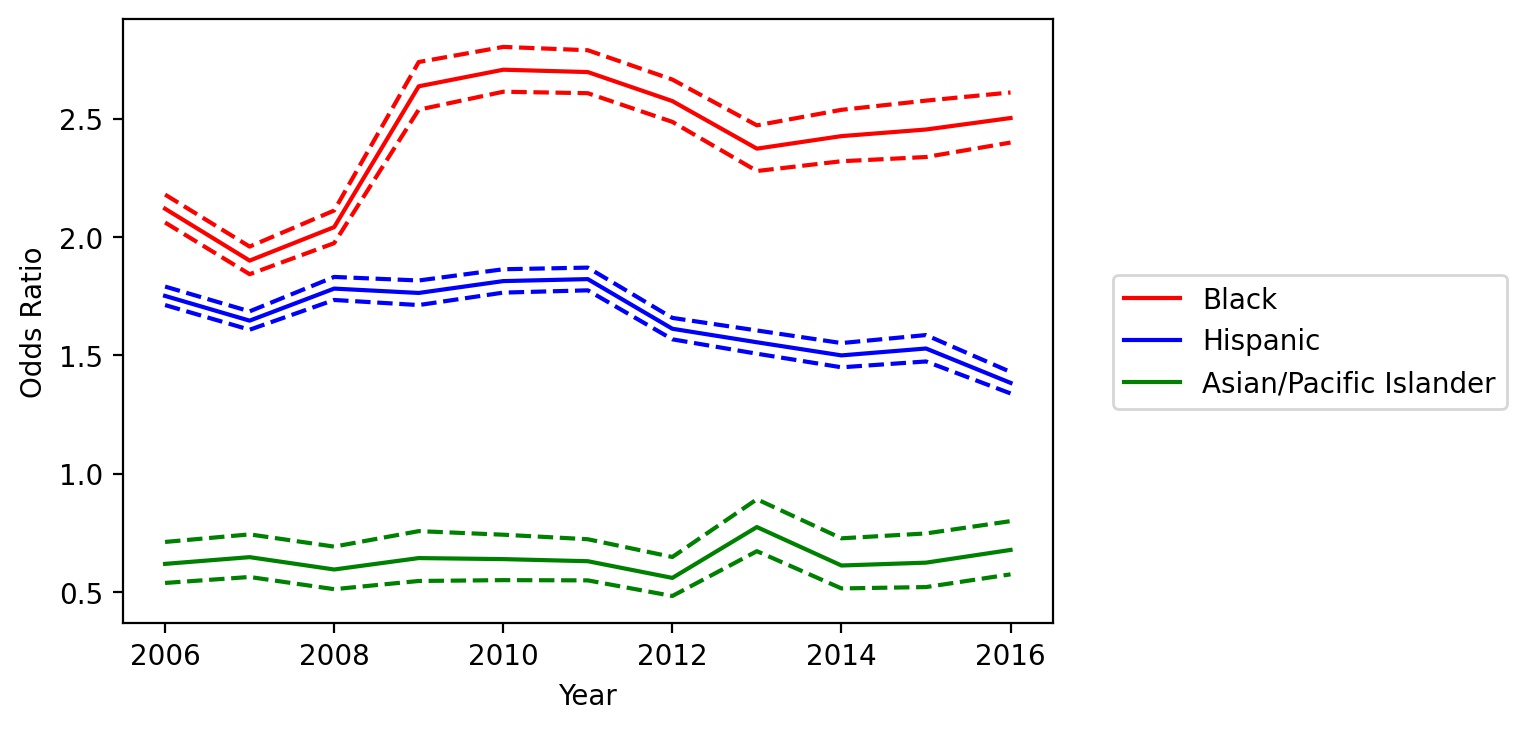 2.5
2.0
1.5
1.0
0.5
Odds Ratio
2006 2008 2010 2012 2014 2016
Year
Black
Hispanic
Asian/Pacific Islander